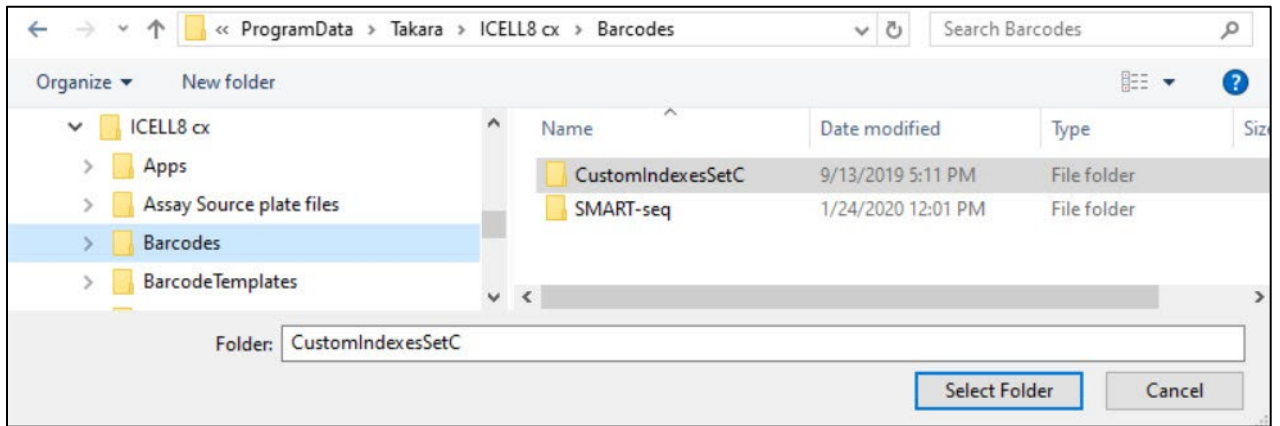 « ProgramData > Takara > ICELL8 cx > Barcodes Search Barcodes
Organize New folder ?
ICELL8 cx Name Date modified Type Size
Apps CustomIndexesSetC 9/13/2019 5:11 PM File folder
Assay Source plate files SMART-seq 1/24/2020 12:01 PM File folder
Barcodes
BarcodeTemplates
Folder: CustomIndexesSetC
Select Folder Cancel